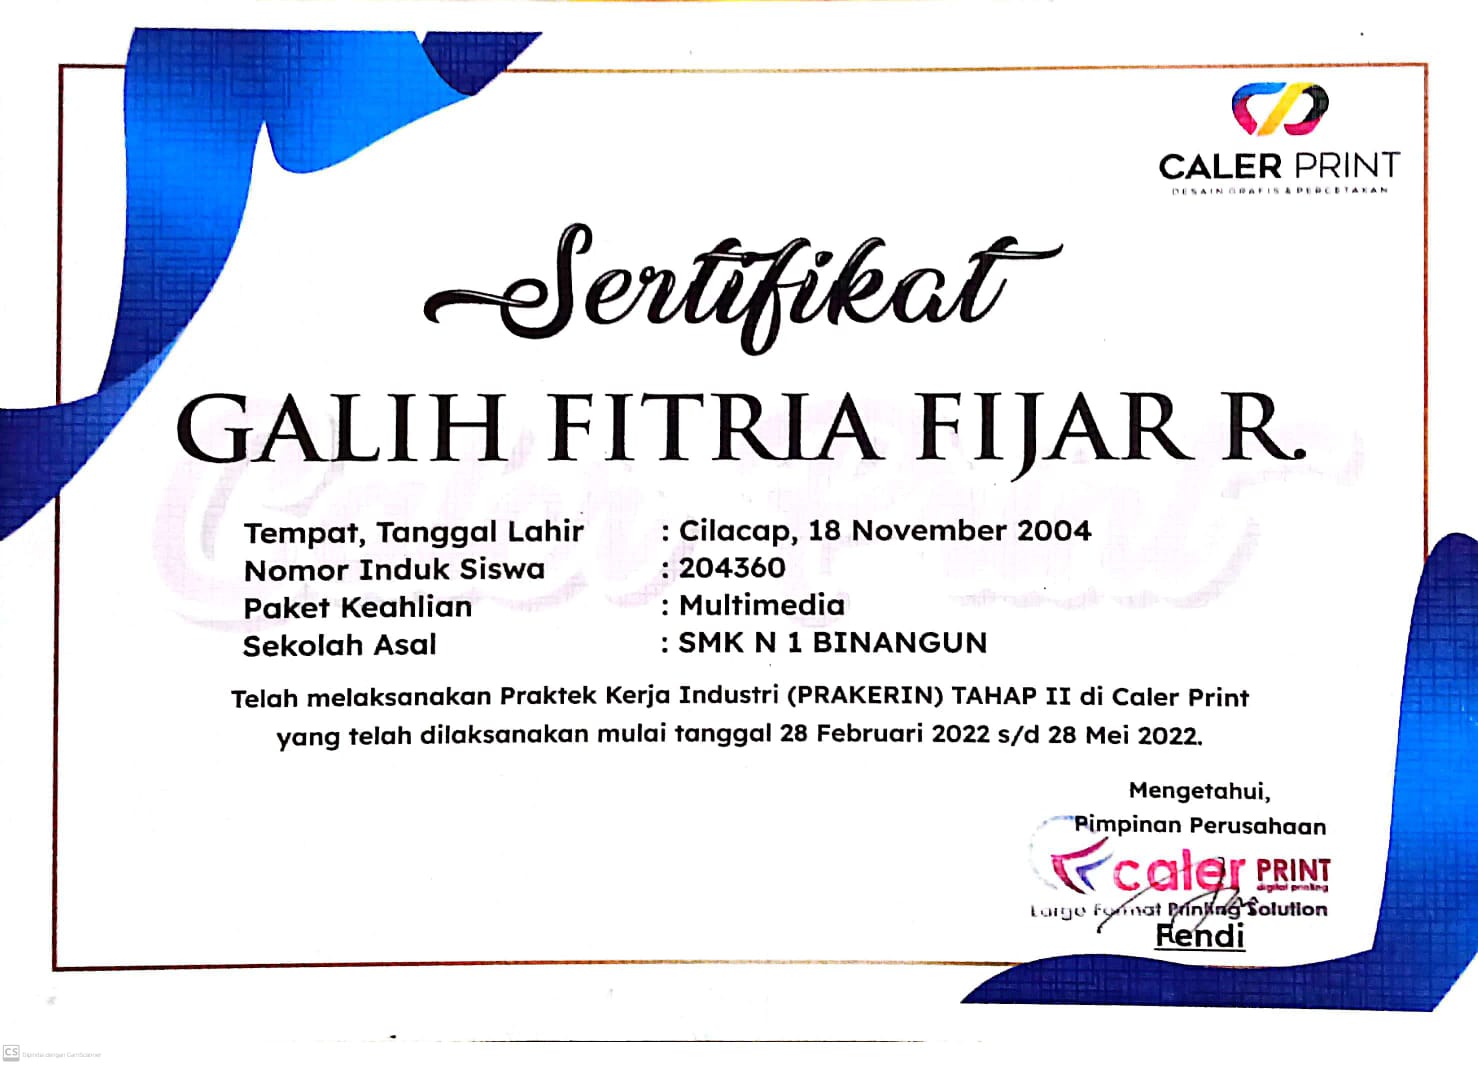 CALER PRINT
DESAIN GRAFIS & PERCETAKAN
Sertifikat
GALIH FITRIA FIJAR R.
Tempat, Tanggal Lahir : Cilacap, 18 November 2004
Nomor Induk Siswa : 204360
Paket Keahlian : Multimedia
Sekolah Asal : SMK N 1 BINANGUN
Telah melaksanakan Praktek Kerja Industri (PRAKERIN) TAHAP II di Caler Print
yang telah dilaksanakan mulai tanggal 28 Februari 2022 s/d 28 Mei 2022.
Mengetahui,
Pimpinan Perusahaan
caler PRINT
digital printing
Large Format Printing Solution
Rendi
CS Dipindai dengan CamScanner